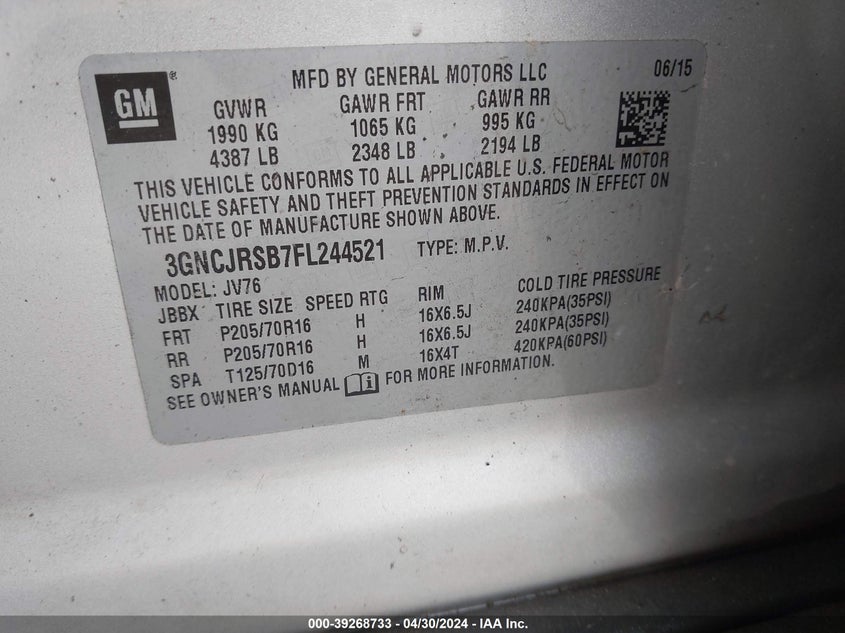 GM ®
MFD BY GENERAL MOTORS LLC 06/15
GVWR GAWR FRT GAWR RR
1990 KG 1065 KG 995 KG
4387 LB 2348 LB 2194 LB
THIS VEHICLE CONFORMS TO ALL APPLICABLE U.S. FEDERAL MOTOR
VEHICLE SAFETY AND THEFT PREVENTION STANDARDS IN EFFECT ON
THE DATE OF MANUFACTURE SHOWN ABOVE.
3GNCJRSB7FL244521 TYPE: M.P.V.
MODEL: JV76
JBBX TIRE SIZE SPEED RTG RIM COLD TIRE PRESSURE
FRT P205/70R16 H 16X6.5J 240KPA(35PSI)
RR P205/70R16 H 16X6.5J 240KPA(35PSI)
SPA T125/70D16 M 16X4T 420KPA(60PSI)
SEE OWNER'S MANUAL FOR MORE INFORMATION.
000-39268733 - 04/30/2024 - IAA Inc.